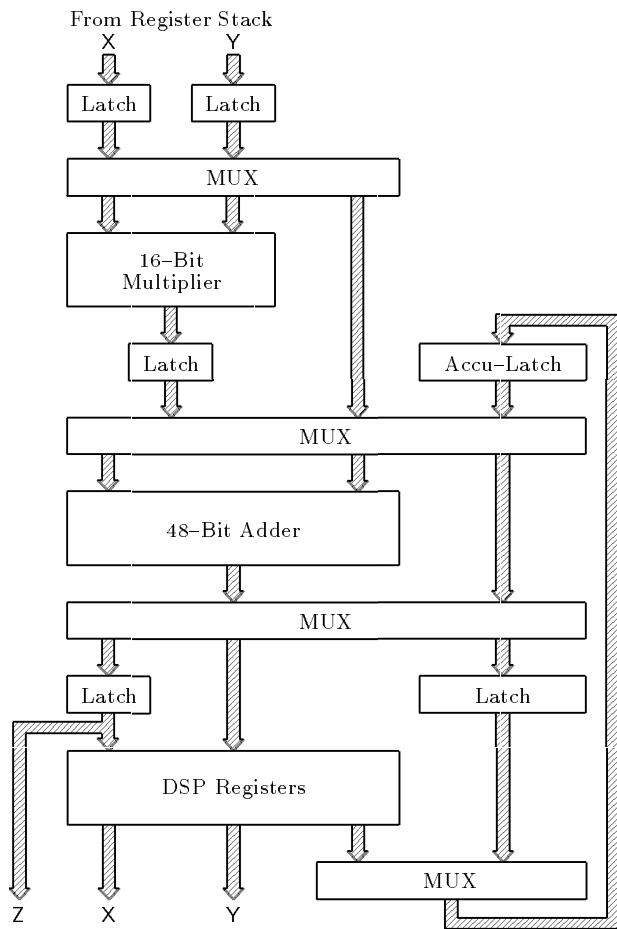 From Register Stack
X Y
Latch Latch
MUX
16–Bit
Multiplier
Latch Accu–Latch
MUX
48–Bit Adder
MUX
Latch Latch
DSP Registers
MUX
Z X Y